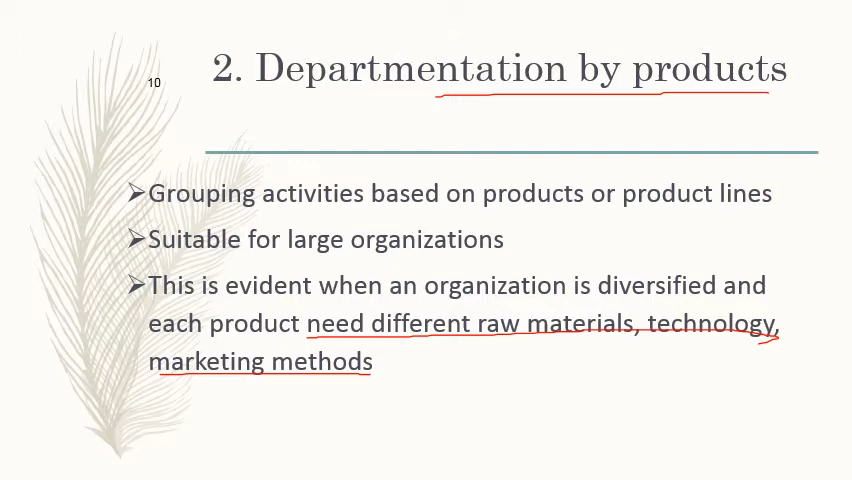 10
2. Departmentation by products
➢Grouping activities based on products or product lines
➢Suitable for large organizations
➢This is evident when an organization is diversified and
each product need different raw materials, technology,
marketing methods